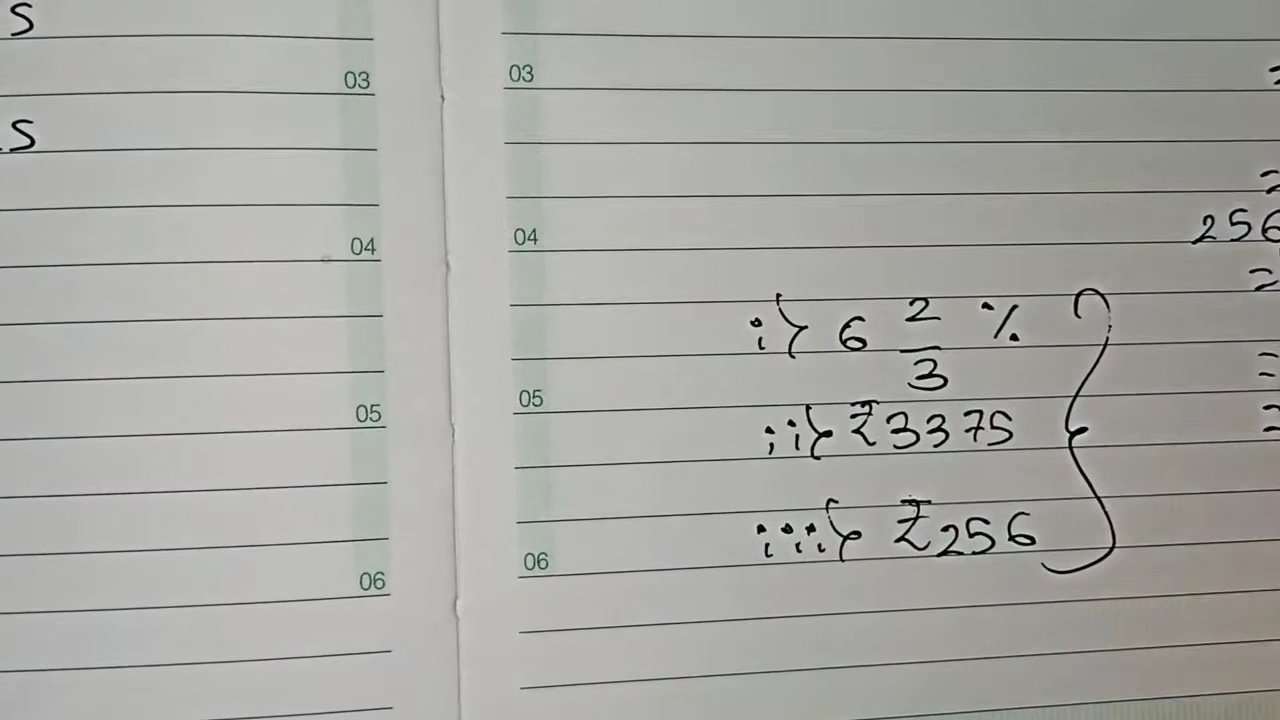 S
03
S
04
05
06
03
=
=
04
256
=
i) 6 2/3 %
=
05
ii) ₹3375
=
iii) ₹256
06